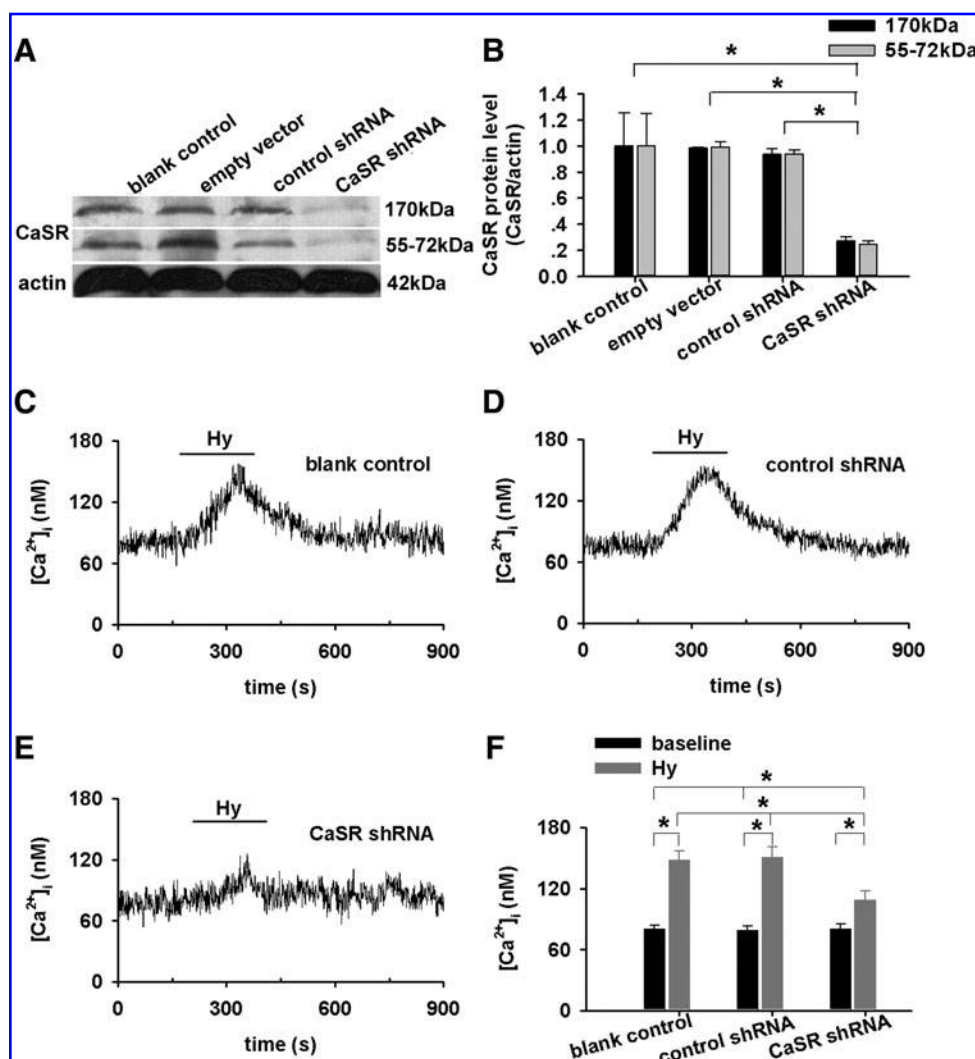 A
blank control
empty vector
control shRNA
CaSR shRNA
CaSR
170kDa
55-72kDa
actin
42kDa
B
170kDa
55-72kDa
*
*
*
CaSR protein level
(CaSR/actin)
1.4
1.2
1.0
.8
.6
.4
.2
0.0
blank control
empty vector
control shRNA
CaSR shRNA
C
[Ca²⁺]ᵢ (nM)
180
120
60
0
Hy
blank control
0
300
600
900
time (s)
D
[Ca²⁺]ᵢ (nM)
180
120
60
0
Hy
control shRNA
0
300
600
900
time (s)
E
[Ca²⁺]ᵢ (nM)
180
120
60
0
Hy
CaSR shRNA
0
300
600
900
time (s)
F
baseline
Hy
*
*
*
*
*
[Ca²⁺]ᵢ (nM)
180
120
60
0
blank control
control shRNA
CaSR shRNA